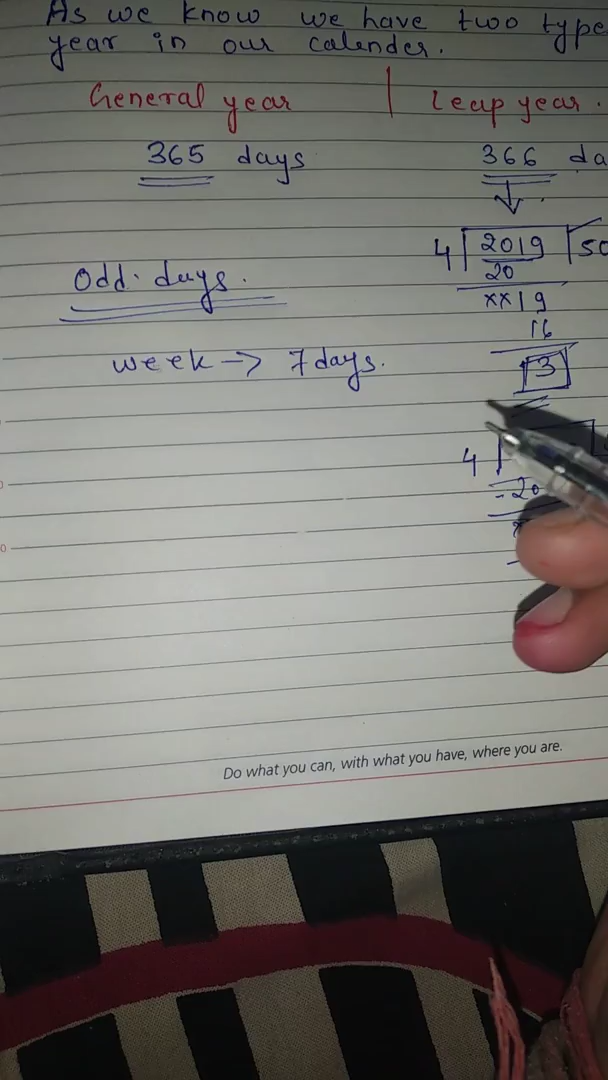 As we know we have two type
year in our calender.
General year | Leap year.
365 days 366 da
4 2019 50
20
Odd. days.
xx19
16
week -> 7 days.
3
4
-20
Do what you can, with what you have, where you are.